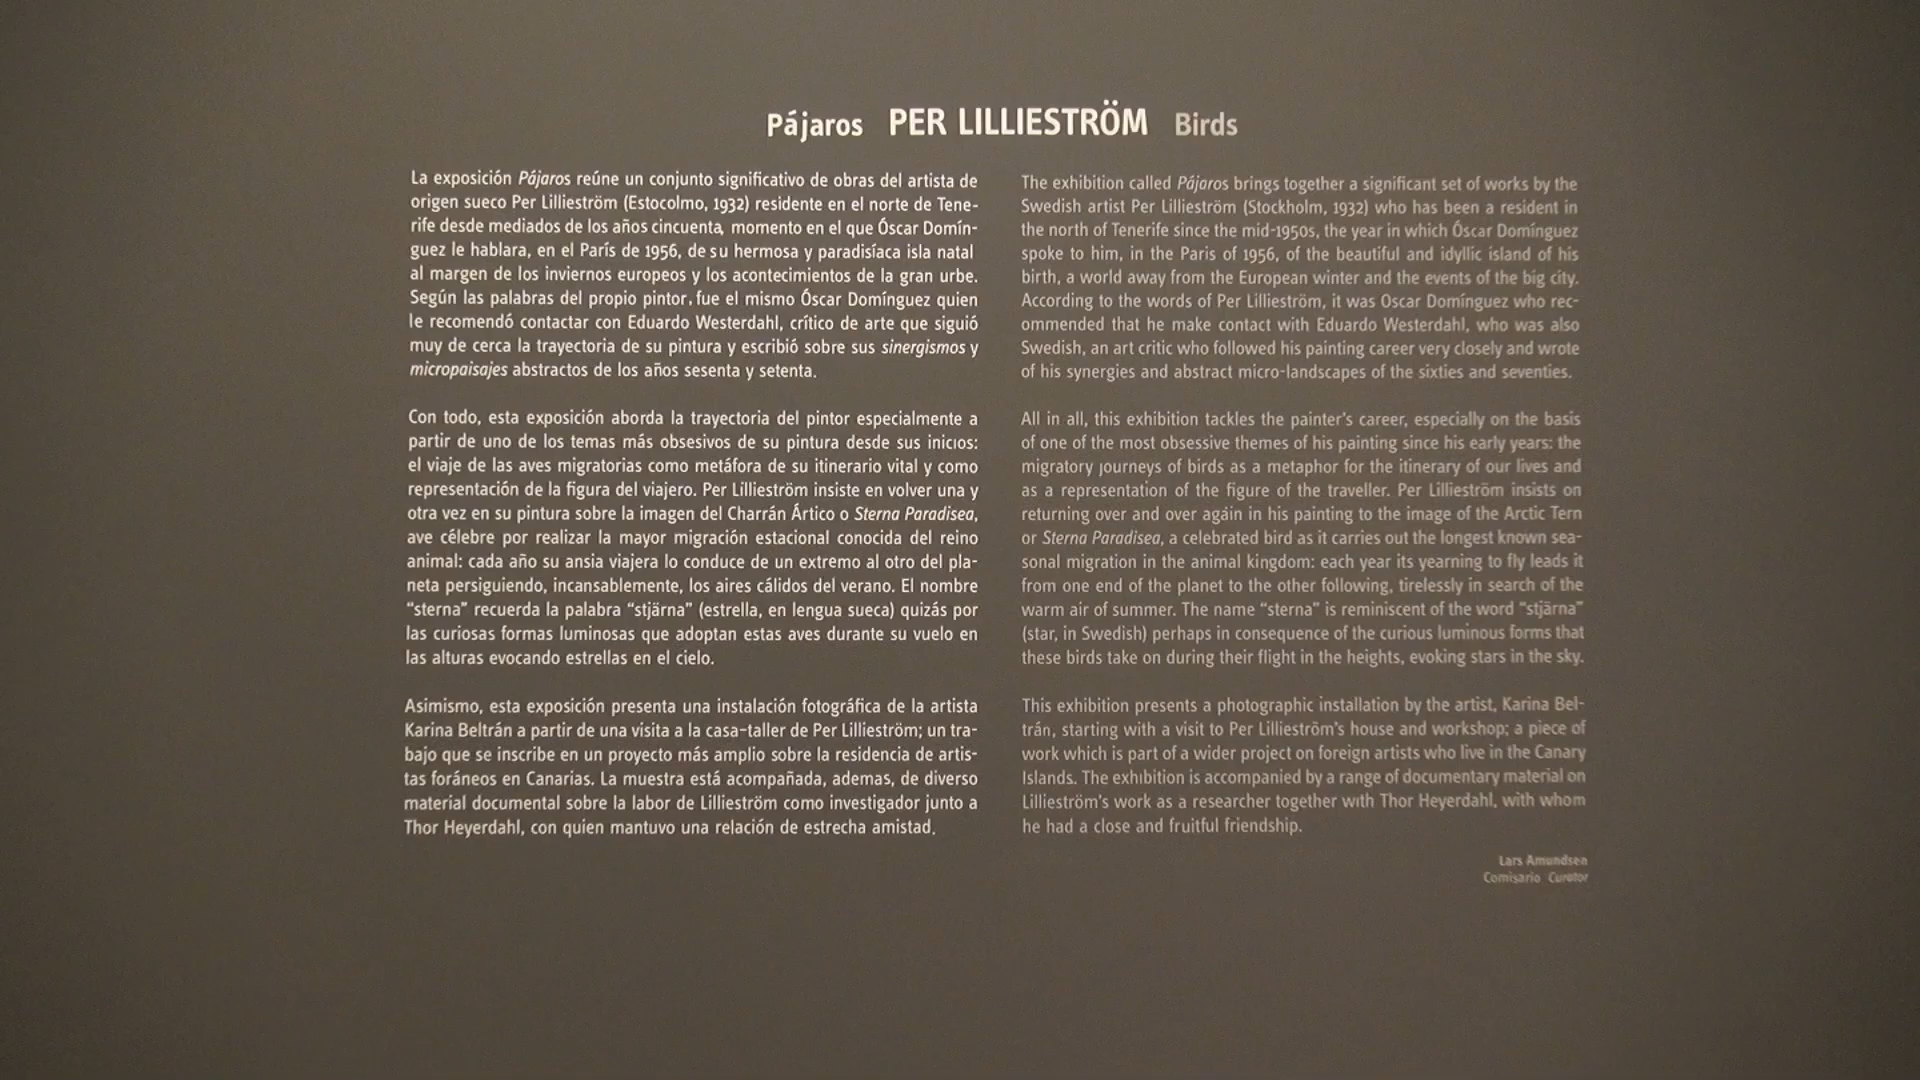 Pájaros PER LILLIESTRÖM Birds
La exposición Pájaros reúne un conjunto significativo de obras del artista de
origen sueco Per Lillieström (Estocolmo, 1932) residente en el norte de Tene-
rife desde mediados de los años cincuenta, momento en el que Óscar Domín-
guez le hablara, en el París de 1956, de su hermosa y paradisíaca isla natal
al margen de los inviernos europeos y los acontecimientos de la gran urbe.
Según las palabras del propio pintor, fue el mismo Óscar Domínguez quien
le recomendó contactar con Eduardo Westerdahl, crítico de arte que siguió
muy de cerca la trayectoria de su pintura y escribió sobre sus sinergismos y
micropaisajes abstractos de los años sesenta y setenta.
Con todo, esta exposición aborda la trayectoria del pintor especialmente a
partir de uno de los temas más obsesivos de su pintura desde sus inicios:
el viaje de las aves migratorias como metáfora de su itinerario vital y como
representación de la figura del viajero. Per Lillieström insiste en volver una y
otra vez en su pintura sobre la imagen del Charrán Ártico o Sterna Paradisea,
ave célebre por realizar la mayor migración estacional conocida del reino
animal: cada año su ansia viajera lo conduce de un extremo al otro del pla-
neta persiguiendo, incansablemente, los aires cálidos del verano. El nombre
“sterna” recuerda la palabra “stjärna” (estrella, en lengua sueca) quizás por
las curiosas formas luminosas que adoptan estas aves durante su vuelo en
las alturas evocando estrellas en el cielo.
Asimismo, esta exposición presenta una instalación fotográfica de la artista
Karina Beltrán a partir de una visita a la casa-taller de Per Lillieström; un tra-
bajo que se inscribe en un proyecto más amplio sobre la residencia de artis-
tas foráneos en Canarias. La muestra está acompañada, ademas, de diverso
material documental sobre la labor de Lillieström como investigador junto a
Thor Heyerdahl, con quien mantuvo una relación de estrecha amistad.
The exhibition called Pájaros brings together a significant set of works by the
Swedish artist Per Lillieström (Stockholm, 1932) who has been a resident in
the north of Tenerife since the mid-1950s, the year in which Óscar Domínguez
spoke to him, in the Paris of 1956, of the beautiful and idyllic island of his
birth, a world away from the European winter and the events of the big city.
According to the words of Per Lillieström, it was Oscar Domínguez who rec-
ommended that he make contact with Eduardo Westerdahl, who was also
Swedish, an art critic who followed his painting career very closely and wrote
of his synergies and abstract micro-landscapes of the sixties and seventies.
All in all, this exhibition tackles the painter's career, especially on the basis
of one of the most obsessive themes of his painting since his early years: the
migratory journeys of birds as a metaphor for the itinerary of our lives and
as a representation of the figure of the traveller. Per Lillieström insists on
returning over and over again in his painting to the image of the Arctic Tern
or Sterna Paradisea, a celebrated bird as it carries out the longest known sea-
sonal migration in the animal kingdom: each year its yearning to fly leads it
from one end of the planet to the other following, tirelessly in search of the
warm air of summer. The name “sterna” is reminiscent of the word “stjärna”
(star, in Swedish) perhaps in consequence of the curious luminous forms that
these birds take on during their flight in the heights, evoking stars in the sky.
This exhibition presents a photographic installation by the artist, Karina Bel-
trán, starting with a visit to Per Lillieström's house and workshop; a piece of
work which is part of a wider project on foreign artists who live in the Canary
Islands. The exhibition is accompanied by a range of documentary material on
Lillieström's work as a researcher together with Thor Heyerdahl, with whom
he had a close and fruitful friendship.
Lars Amundsen
Comisario Curator